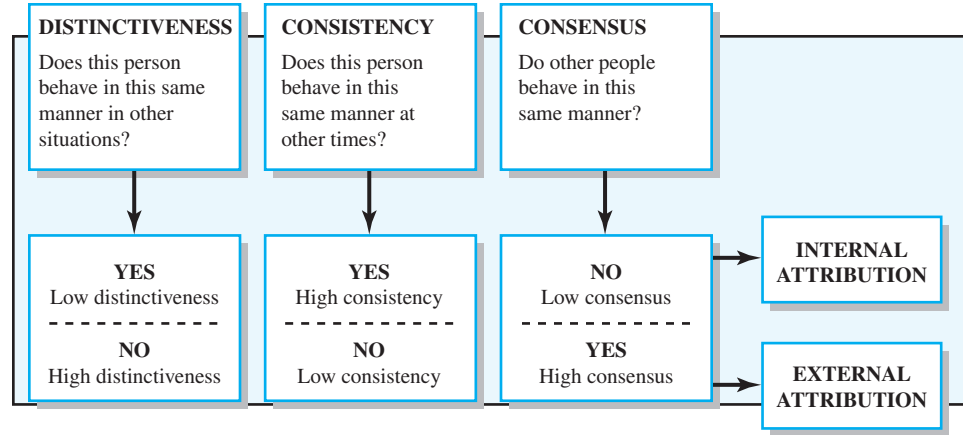 DISTINCTIVENESS
Does this person
behave in this same
manner in other
situations?
CONSISTENCY
Does this person
behave in this
same manner at
other times?
CONSENSUS
Do other people
behave in this
same manner?
YES
Low distinctiveness
NO
High distinctiveness
YES
High consistency
NO
Low consistency
NO
Low consensus
YES
High consensus
INTERNAL
ATTRIBUTION
EXTERNAL
ATTRIBUTION